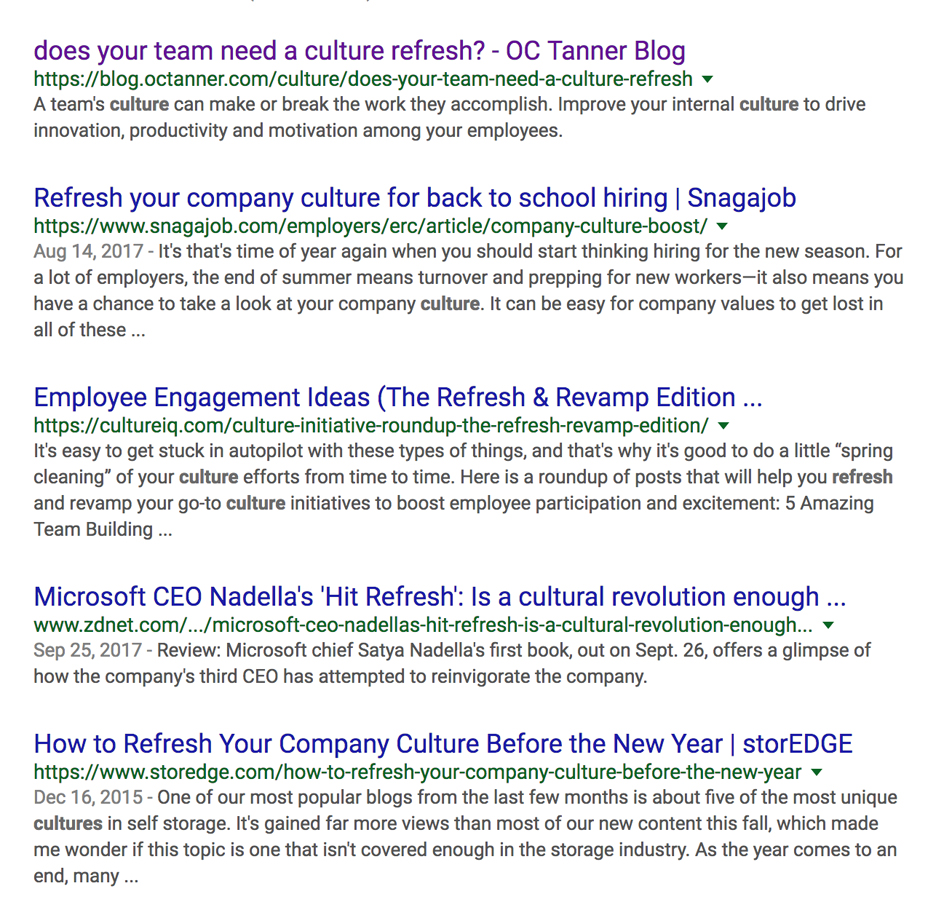 does your team need a culture refresh? - OC Tanner Blog
https://blog.octanner.com/culture/does-your-team-need-a-culture-refresh
A team's culture can make or break the work they accomplish. Improve your internal culture to drive
innovation, productivity and motivation among your employees.
Refresh your company culture for back to school hiring | Snagajob
https://www.snagajob.com/employers/erc/article/company-culture-boost/
Aug 14, 2017 - It's that's time of year again when you should start thinking hiring for the new season. For
a lot of employers, the end of summer means turnover and prepping for new workers—it also means you
have a chance to take a look at your company culture. It can be easy for company values to get lost in
all of these ...
Employee Engagement Ideas (The Refresh & Revamp Edition ...
https://cultureiq.com/culture-initiative-roundup-the-refresh-revamp-edition/
It's easy to get stuck in autopilot with these types of things, and that's why it's good to do a little “spring
cleaning” of your culture efforts from time to time. Here is a roundup of posts that will help you refresh
and revamp your go-to culture initiatives to boost employee participation and excitement: 5 Amazing
Team Building ...
Microsoft CEO Nadella's 'Hit Refresh': Is a cultural revolution enough ...
www.zdnet.com/.../microsoft-ceo-nadellas-hit-refresh-is-a-cultural-revolution-enough...
Sep 25, 2017 - Review: Microsoft chief Satya Nadella's first book, out on Sept. 26, offers a glimpse of
how the company's third CEO has attempted to reinvigorate the company.
How to Refresh Your Company Culture Before the New Year | storEDGE
https://www.storedge.com/how-to-refresh-your-company-culture-before-the-new-year
Dec 16, 2015 - One of our most popular blogs from the last few months is about five of the most unique
cultures in self storage. It's gained far more views than most of our new content this fall, which made
me wonder if this topic is one that isn't covered enough in the storage industry. As the year comes to an
end, many ...